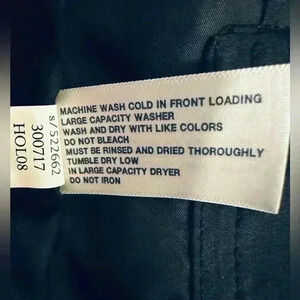 MACHINE WASH COLD IN FRONT LOADING
LARGE CAPACITY WASHER
WASH AND DRY WITH LIKE COLORS
DO NOT BLEACH
MUST BE RINSED AND DRIED THOROUGHLY
TUMBLE DRY LOW
IN LARGE CAPACITY DRYER
DO NOT IRON
s/522662
300717
HOL08